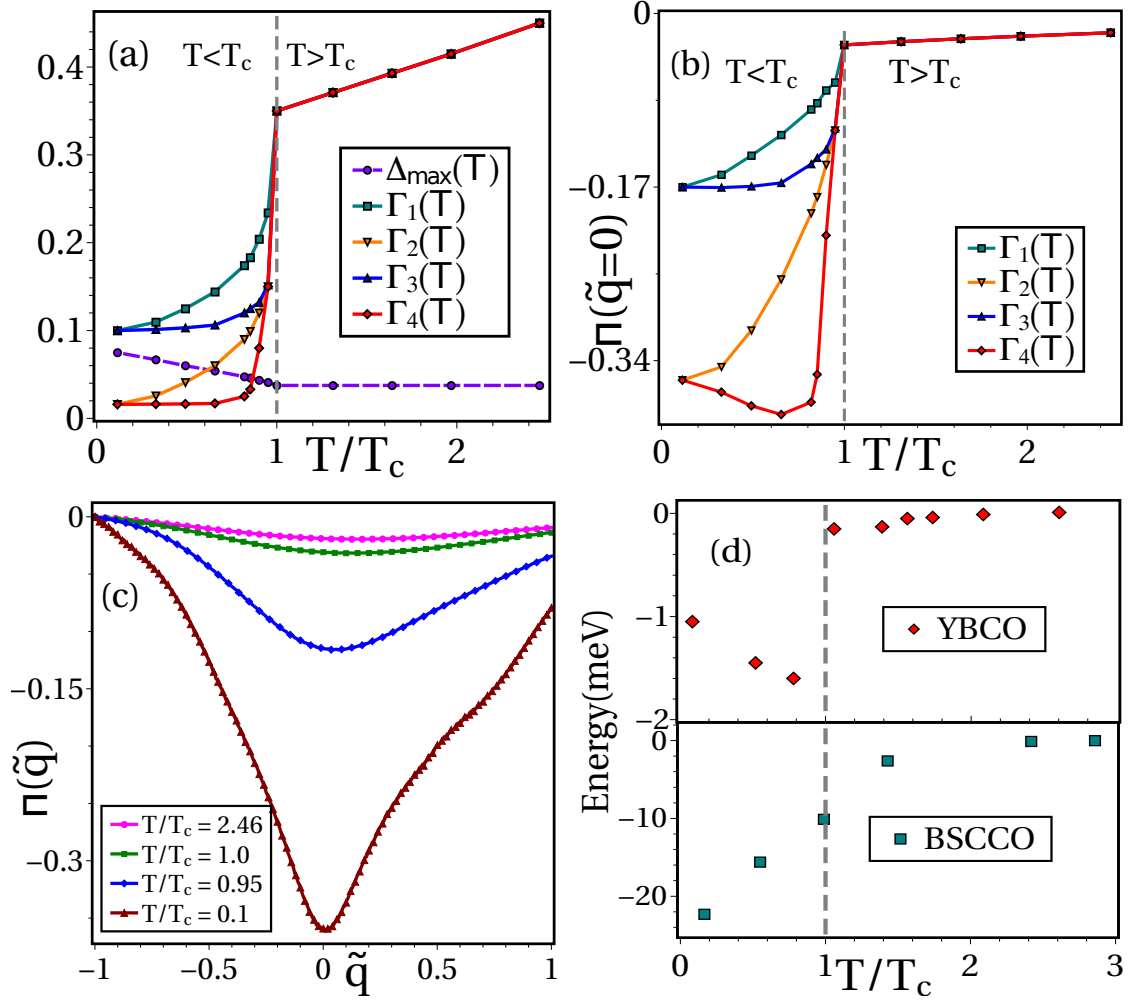 (a)
T<T_c T>T_c
0.4
0.3
0.2
0.1
0
Δ_max(T)
Γ_1(T)
Γ_2(T)
Γ_3(T)
Γ_4(T)
0 1 2
T/T_c
(b)
T<T_c T>T_c
0
−0.17
−0.34
Π(q̃=0)
Γ_1(T)
Γ_2(T)
Γ_3(T)
Γ_4(T)
0 1 2
T/T_c
(c)
0
−0.15
−0.3
Π(q̃)
T/T_c = 2.46
T/T_c = 1.0
T/T_c = 0.95
T/T_c = 0.1
−1 −0.5 0 0.5 1
q̃
(d)
0
−1
−2
YBCO
Energy(meV)
0
−10
−20
BSCCO
0 1 2 3
T/T_c